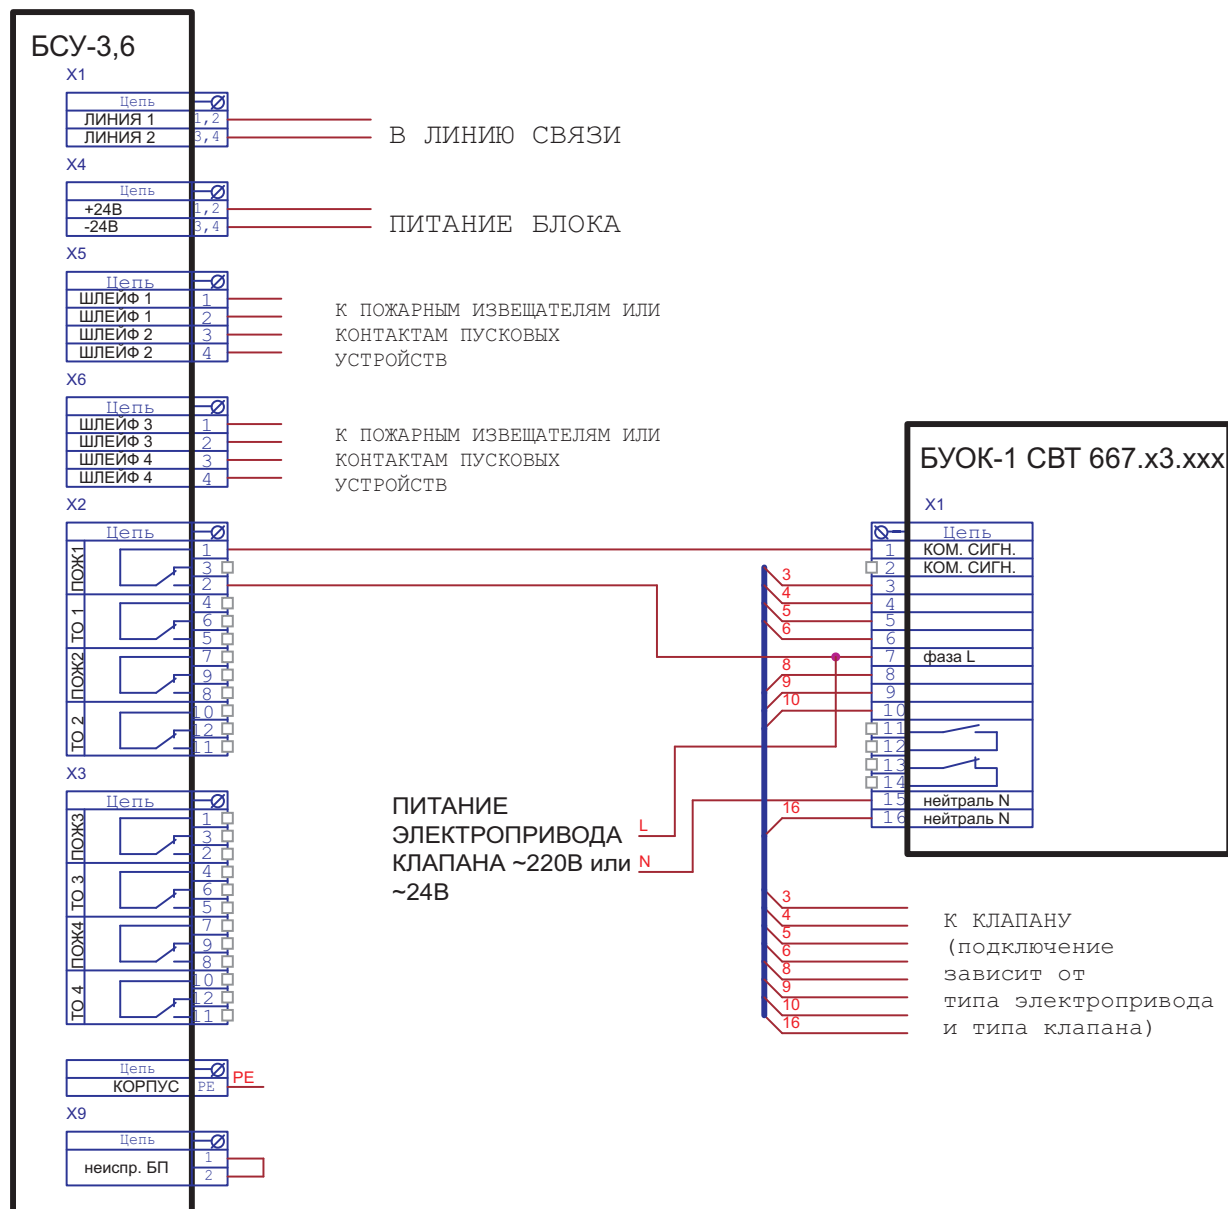 БСУ-3,6
X1
Цепь
ЛИНИЯ 1 1,2
ЛИНИЯ 2 3,4
В ЛИНИЮ СВЯЗИ
X4
Цепь
+24В 1,2
-24В 3,4
ПИТАНИЕ БЛОКА
X5
Цепь
ШЛЕЙФ 1 1
ШЛЕЙФ 1 2
ШЛЕЙФ 2 3
ШЛЕЙФ 2 4
К ПОЖАРНЫМ ИЗВЕЩАТЕЛЯМ ИЛИ
КОНТАКТАМ ПУСКОВЫХ
УСТРОЙСТВ
X6
Цепь
ШЛЕЙФ 3 1
ШЛЕЙФ 3 2
ШЛЕЙФ 4 3
ШЛЕЙФ 4 4
К ПОЖАРНЫМ ИЗВЕЩАТЕЛЯМ ИЛИ
КОНТАКТАМ ПУСКОВЫХ
УСТРОЙСТВ
X2
Цепь
ПОЖ1
1
3
2
ТО 1
4
6
5
ПОЖ2
7
9
8
ТО 2
10
12
11
X3
Цепь
ПОЖ3
1
3
2
ТО 3
4
6
5
ПОЖ4
7
9
8
ТО 4
10
12
11
Цепь
КОРПУС PE
PE
X9
Цепь
неиспр. БП
1
2
БУОК-1 СВТ 667.х3.ххх
X1
Цепь
1 КОМ. СИГН.
2 КОМ. СИГН.
3
4
5
6
7 фаза L
8
9
10
11
12
13
14
15 нейтраль N
16 нейтраль N
3
4
5
6
8
9
10
16
ПИТАНИЕ
ЭЛЕКТРОПРИВОДА
КЛАПАНА ~220В или
~24В
L
N
3
4
5
6
8
9
10
16
К КЛАПАНУ
(подключение
зависит от
типа электропривода
и типа клапана)